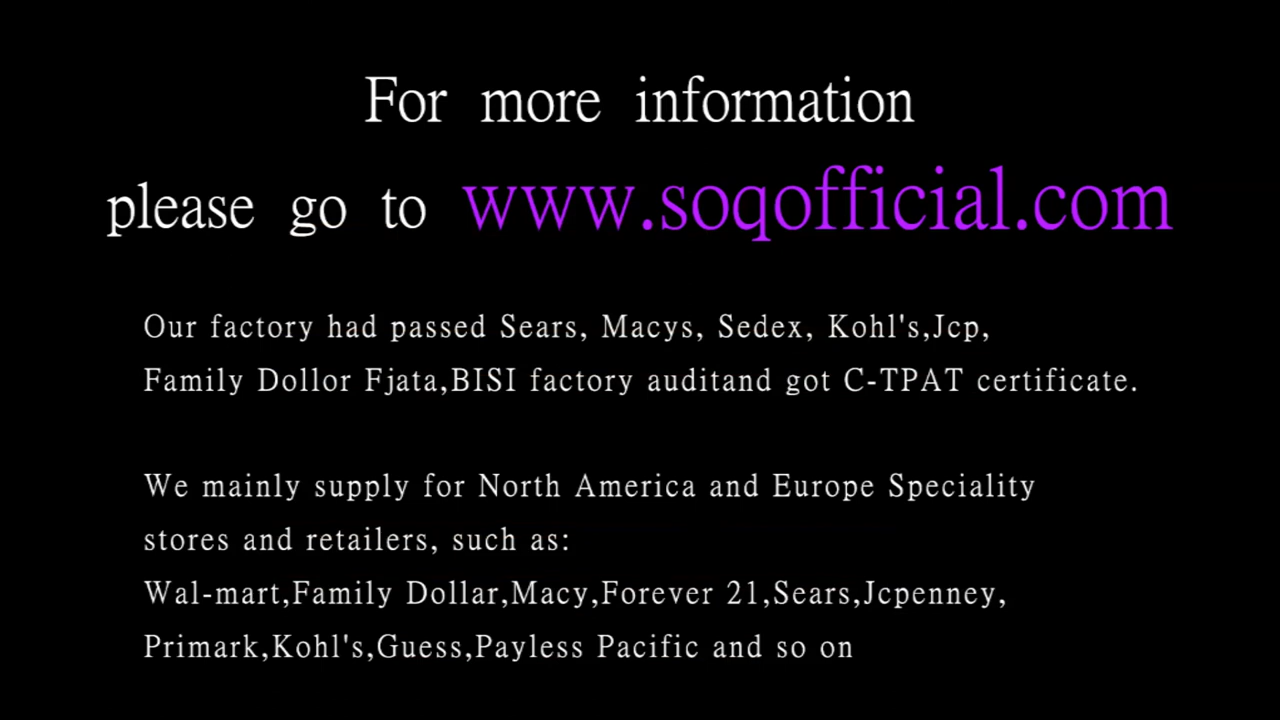 For more information
please go to www.soqofficial.com
Our factory had passed Sears, Macys, Sedex, Kohl's,Jcp,
Family Dollor Fjata,BISI factory auditand got C-TPAT certificate.
We mainly supply for North America and Europe Speciality
stores and retailers, such as:
Wal-mart,Family Dollar,Macy,Forever 21,Sears,Jcpenney,
Primark,Kohl's,Guess,Payless Pacific and so on